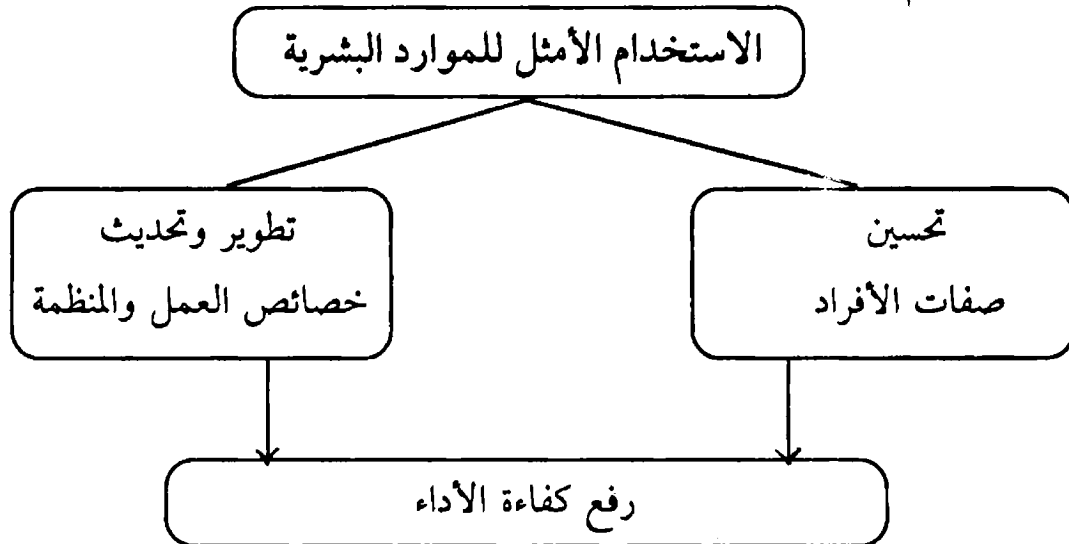 الاستخدام الأمثل للموارد البشرية
تحسين
صفات الأفراد
تطوير وتحديث
خصائص العمل والمنظمة
رفع كفاءة الأداء